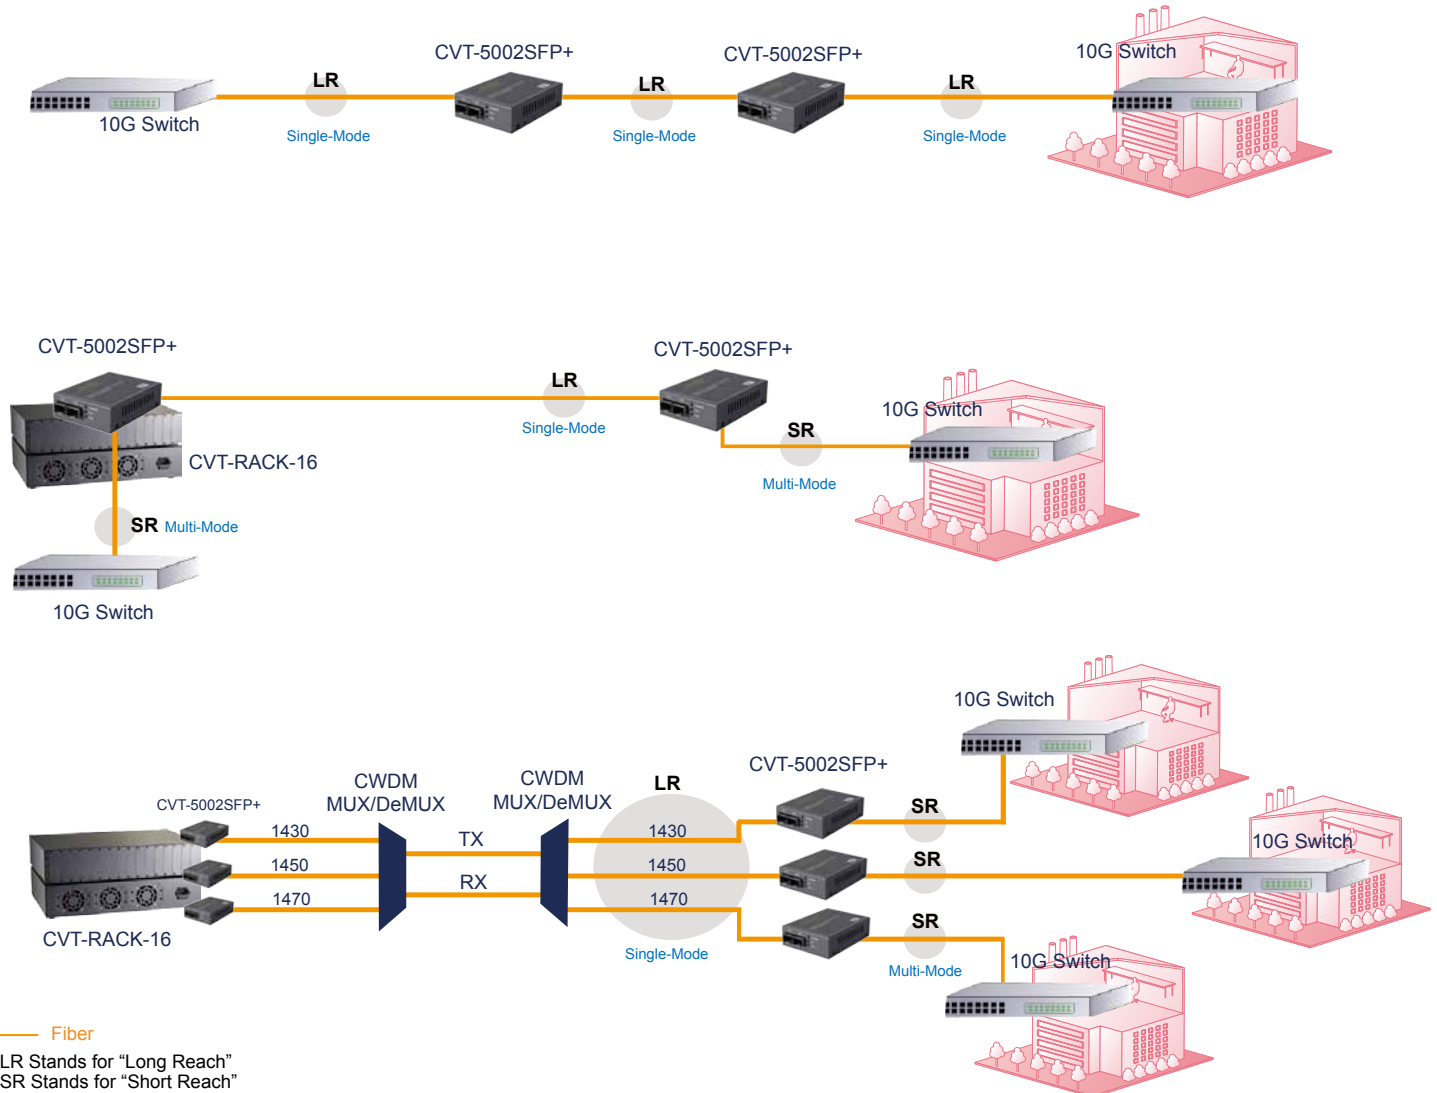 CVT-5002SFP+
CVT-5002SFP+
10G Switch
LR
LR
LR
10G Switch
Single-Mode
Single-Mode
Single-Mode
CVT-5002SFP+
CVT-5002SFP+
LR
10G Switch
Single-Mode
SR
CVT-RACK-16
Multi-Mode
SR Multi-Mode
10G Switch
10G Switch
CVT-5002SFP+
LR
CWDM
MUX/DeMUX
CWDM
MUX/DeMUX
CVT-5002SFP+
SR
1430
TX
1430
10G Switch
1450
1450
SR
RX
1470
1470
SR
CVT-RACK-16
Single-Mode
Multi-Mode
10G Switch
Fiber
LR Stands for “Long Reach”
SR Stands for “Short Reach”